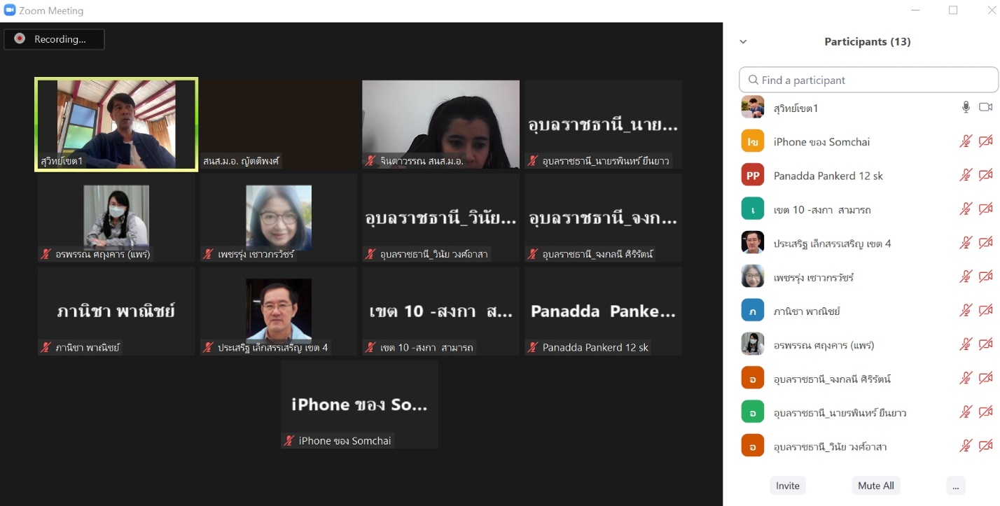 Zoom Meeting
Recording...
สุวิทย์เขต1
สนส.ม.อ. ญัตติพงศ์
จินดาวรรณ สนส.ม.อ.
อุบลราชธานี_นาย...
อุบลราชธานี_นายรพินทร์ ยืนยาว
อรพรรณ ศฤงคาร (แพร่)
เพชรรุ่ง เชาวกรวัชร์
อุบลราชธานี_วินัย...
อุบลราชธานี_วินัย วงศ์อาสา
อุบลราชธานี_จงก...
อุบลราชธานี_จงกลนี ศิริรัตน์
ภานิชา พาณิชย์
ภานิชา พาณิชย์
ประเสริฐ เล็กสรรเสริญ เขต 4
เขต 10 -สงกา ส...
เขต 10 -สงกา สามารถ
Panadda Panke...
Panadda Pankerd 12 sk
iPhone ของ So...
iPhone ของ Somchai
Participants (13)
Find a participant
สุวิทย์เขต1
iPhone ของ Somchai
PP
Panadda Pankerd 12 sk
เ
เขต 10 -สงกา สามารถ
ประเสริฐ เล็กสรรเสริญ เขต 4
เพชรรุ่ง เชาวกรวัชร์
ภ
ภานิชา พาณิชย์
อรพรรณ ศฤงคาร (แพร่)
อ
อุบลราชธานี_จงกลนี ศิริรัตน์
อ
อุบลราชธานี_นายรพินทร์ ยืนยาว
อ
อุบลราชธานี_วินัย วงศ์อาสา
Invite
Mute All
...